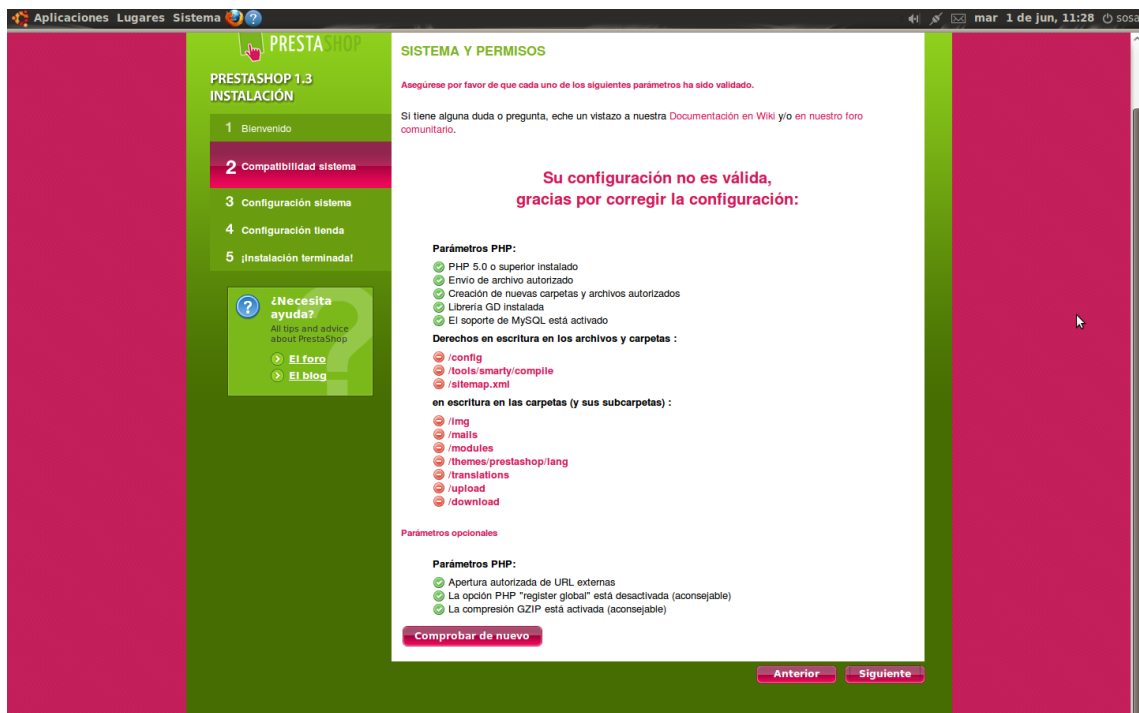 Aplicaciones Lugares Sistema
mar 1 de jun, 11:28 sosa
PRESTASHOP
PRESTASHOP 1.3
INSTALACIÓN
1 Bienvenido
2 Compatibilidad sistema
3 Configuración sistema
4 Configuración tienda
5 ¡Instalación terminada!
¿Necesita
ayuda?
All tips and advice
about PrestaShop
El foro
El blog
SISTEMA Y PERMISOS
Asegúrese por favor de que cada uno de los siguientes parámetros ha sido validado.
Si tiene alguna duda o pregunta, eche un vistazo a nuestra Documentación en Wiki y/o en nuestro foro
comunitario.
Su configuración no es válida,
gracias por corregir la configuración:
Parámetros PHP:
PHP 5.0 o superior instalado
Envio de archivo autorizado
Creación de nuevas carpetas y archivos autorizados
Librería GD instalada
El soporte de MySQL está activado
Derechos en escritura en los archivos y carpetas :
/config
/tools/smarty/compile
/sitemap.xml
en escritura en las carpetas (y sus subcarpetas) :
/img
/mails
/modules
/themes/prestashop/lang
/translations
/upload
/download
Parámetros opcionales
Parámetros PHP:
Apertura autorizada de URL externas
La opción PHP "register global" está desactivada (aconsejable)
La compresión GZIP está activada (aconsejable)
Comprobar de nuevo
Anterior
Siguiente